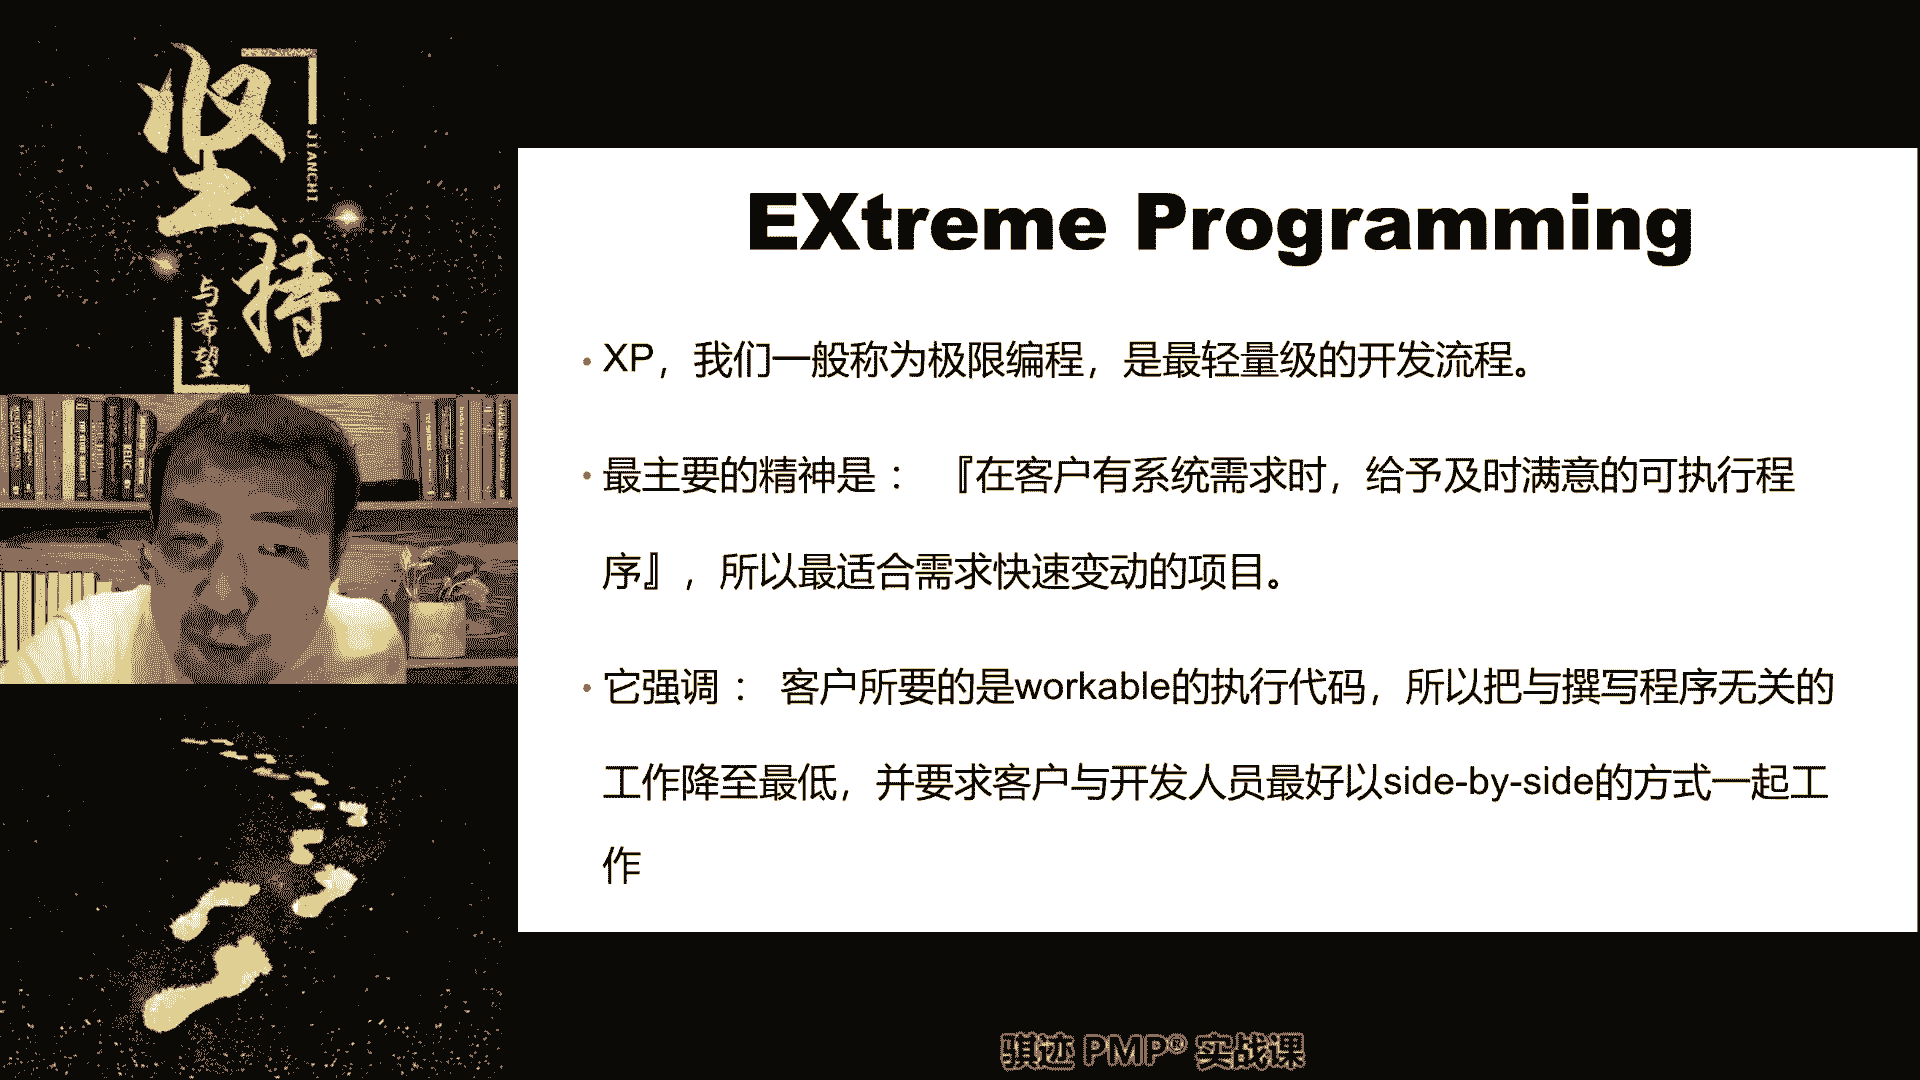 坚持
JIANCHI
与希望
EXtreme Programming
• XP，我们一般称为极限编程，是最轻量级的开发流程。
• 最主要的精神是： 『在客户有系统需求时，给予及时满意的可执行程
序』，所以最适合需求快速变动的项目。
• 它强调： 客户所要的是workable的执行代码，所以把与撰写程序无关的
工作降至最低，并要求客户与开发人员最好以side-by-side的方式一起工
作
骐迹 PMP® 实战课